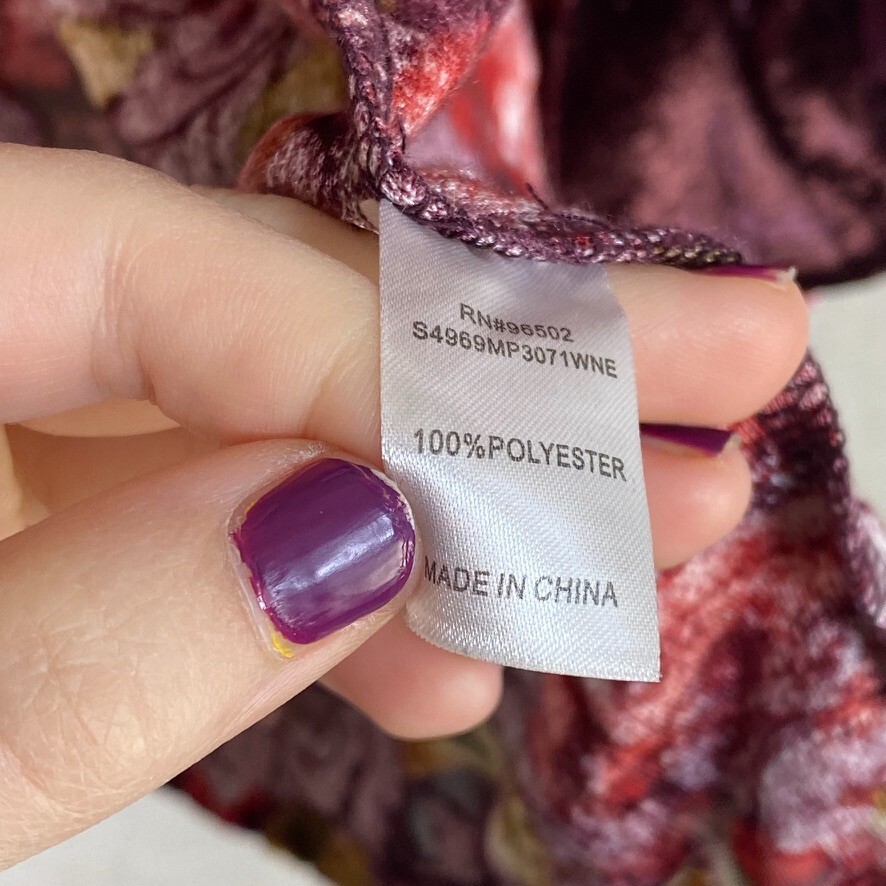 RN#96502
S4969MP3071WNE
100%POLYESTER
MADE IN CHINA